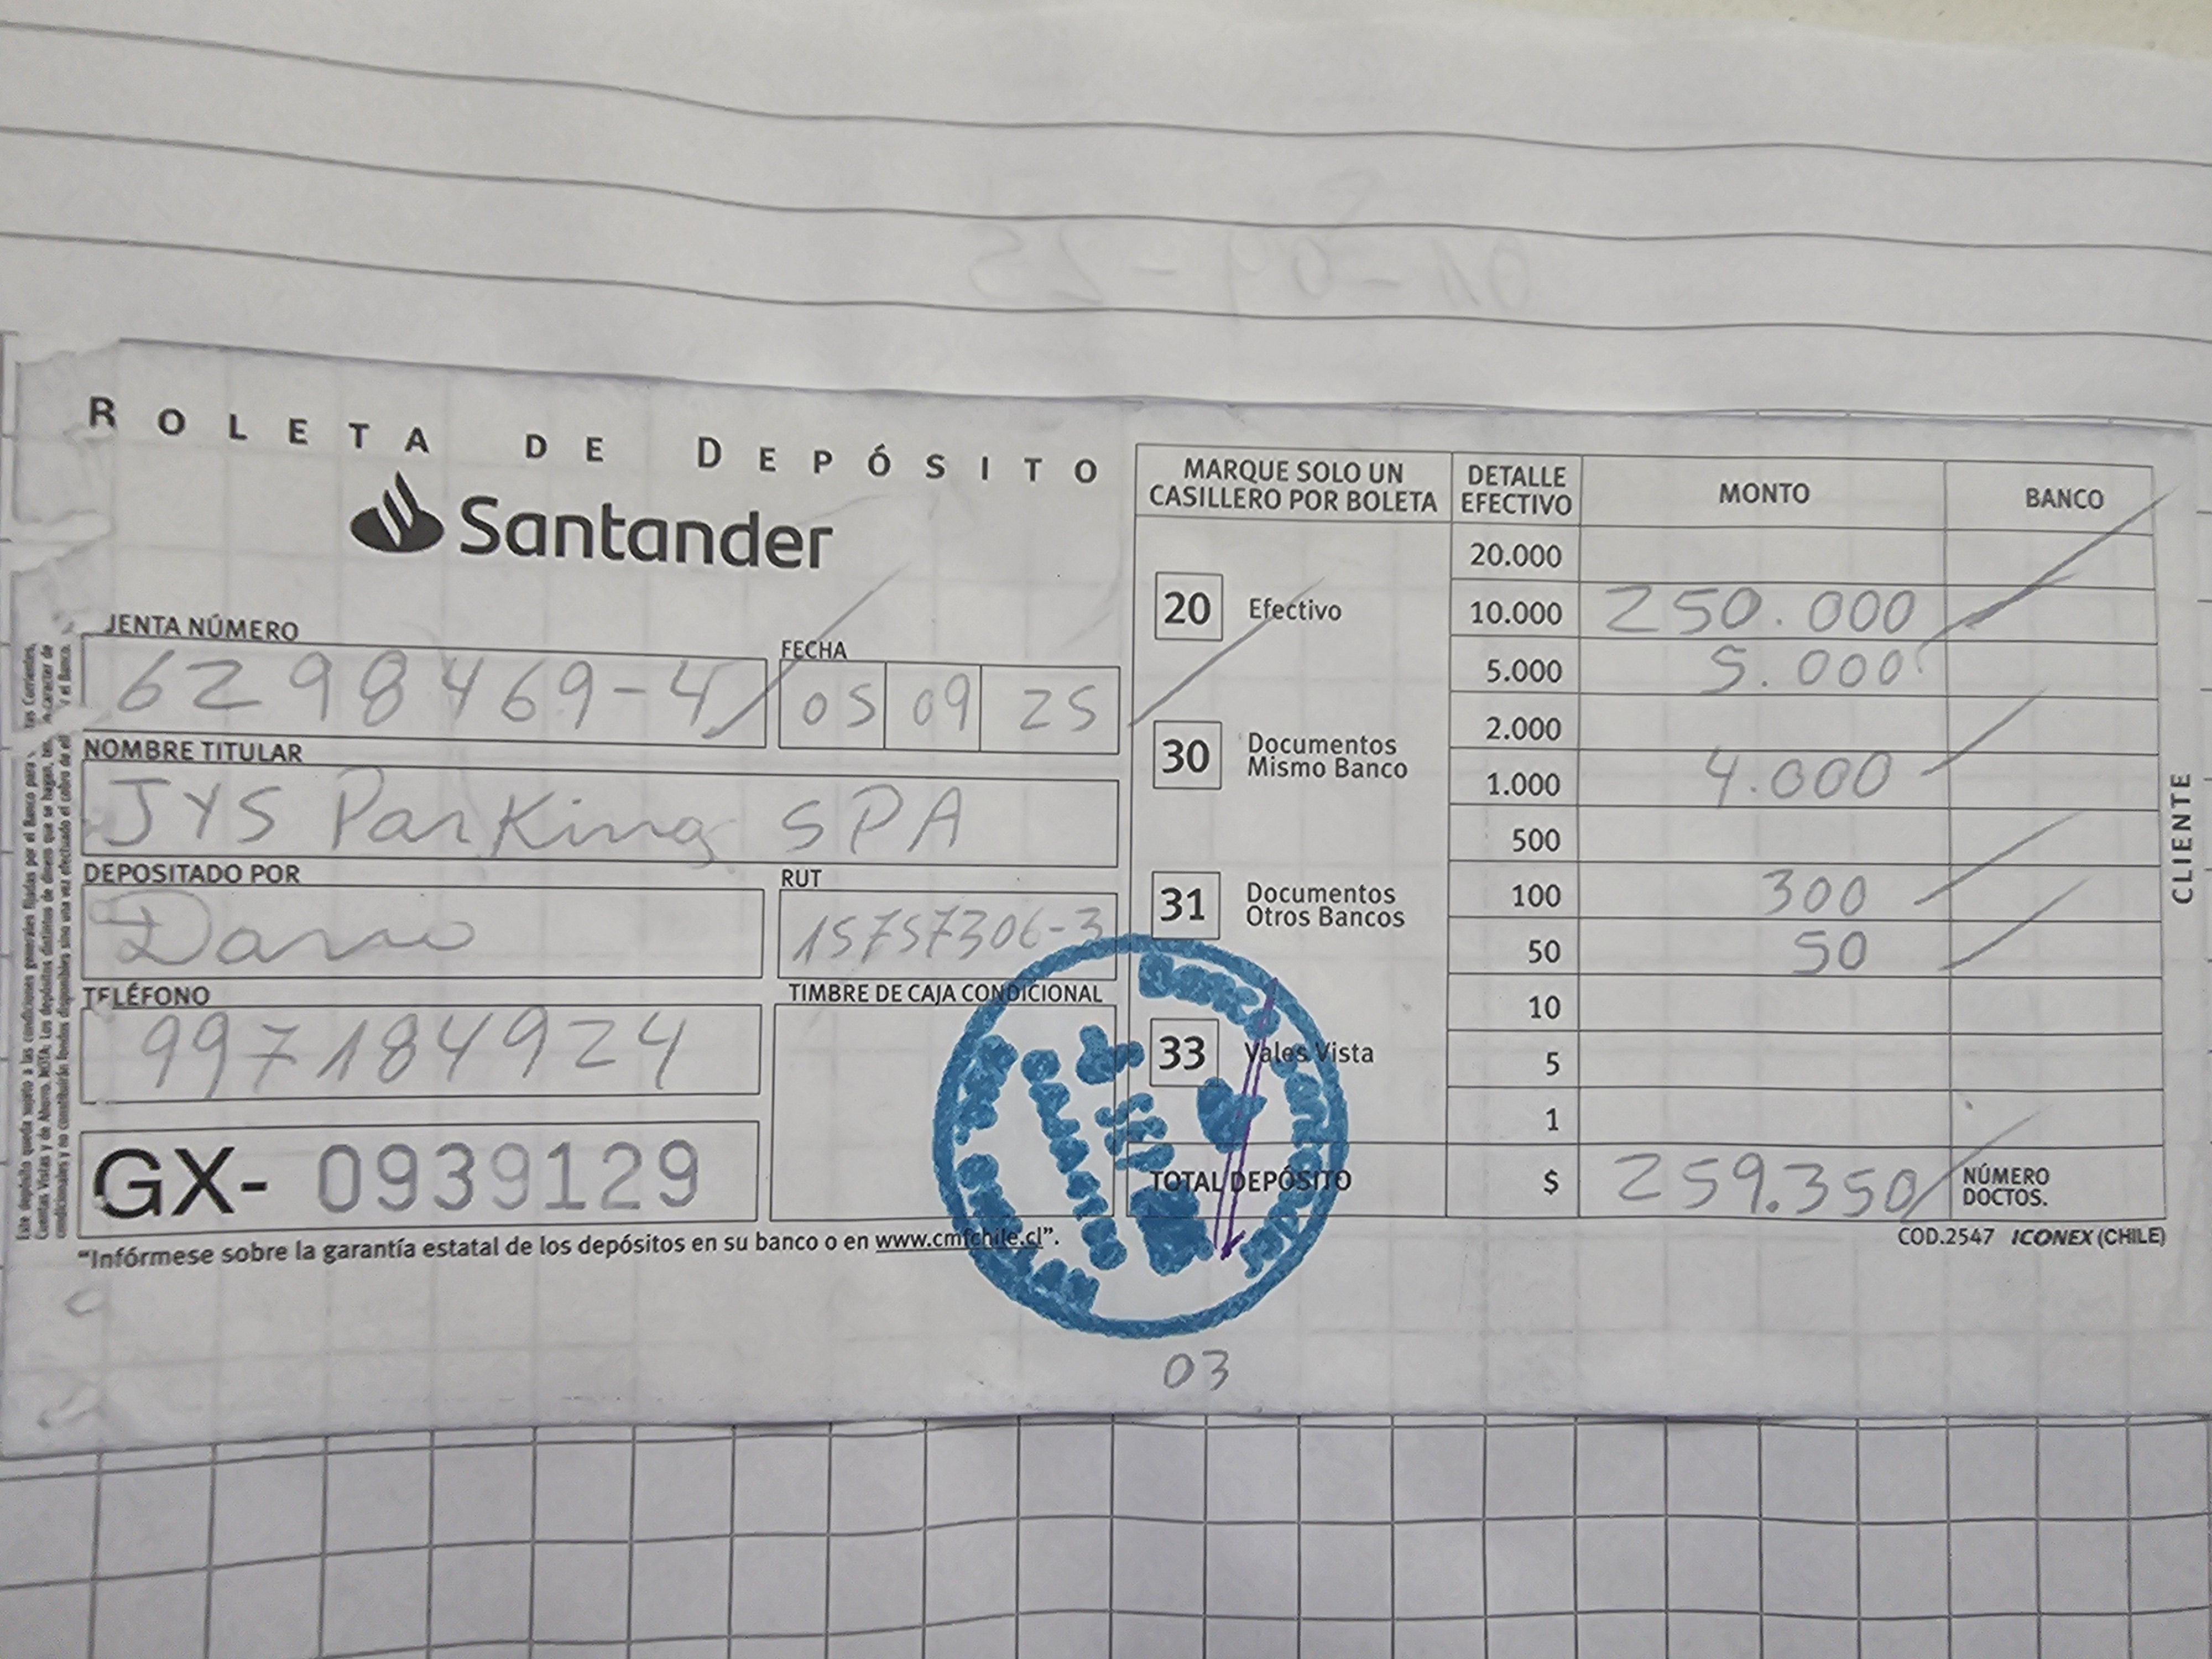 01-09-25
ROLETA DE DEPÓSITO
Santander
JENTA NÚMERO
6298469-4
FECHA
05 09 25
NOMBRE TITULAR
JYS Parking SPA
DEPOSITADO POR
Dario
RUT
15757306-3
TELÉFONO
997184924
TIMBRE DE CAJA CONDICIONAL
GX- 0939129
"Infórmese sobre la garantía estatal de los depósitos en su banco o en www.cmfchile.cl".
MARQUE SOLO UN
CASILLERO POR BOLETA
20 Efectivo
30 Documentos
Mismo Banco
31 Documentos
Otros Bancos
33 Vales Vista
DETALLE
EFECTIVO
MONTO
BANCO
20.000
10.000 250.000
5.000 5.000
2.000
1.000 4.000
500
100 300
50 50
10
5
1
TOTAL DEPÓSITO $ 259.350
NÚMERO
DOCTOS.
COD.2547 ICONEX (CHILE)
CLIENTE
03